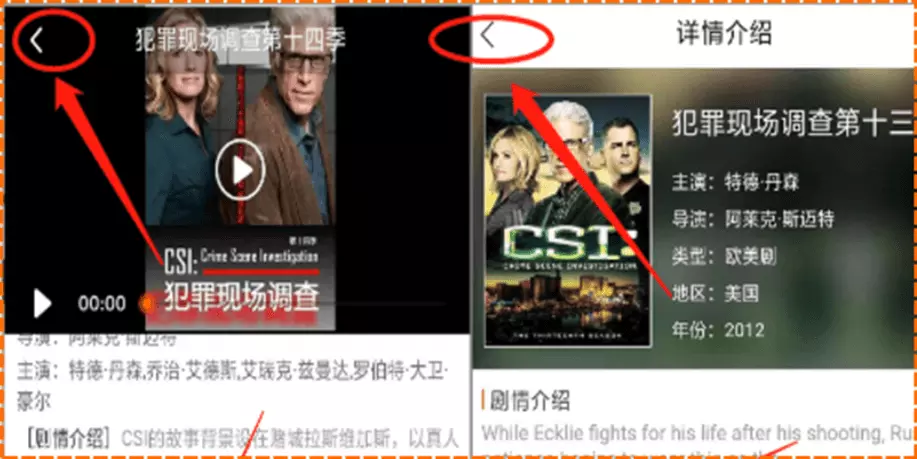 犯罪现场调查第十四季
第十四季
CSI: Crime Scene Investigation
犯罪现场调查
00:00
导演：阿莱克·斯迈特
主演：特德·丹森,乔治·艾德斯,艾瑞克·兹曼达,罗伯特·大卫·
豪尔
［剧情介绍］CSI的故事背景设在赌城拉斯维加斯，以真人
详情介绍
CSI:
CRIME SCENE INVESTIGATION
THE THIRTEENTH SEASON
犯罪现场调查第十三
主演：特德·丹森
导演：阿莱克·斯迈特
类型：欧美剧
地区：美国
年份：2012
剧情介绍
While Ecklie fights for his life after his shooting, Ru